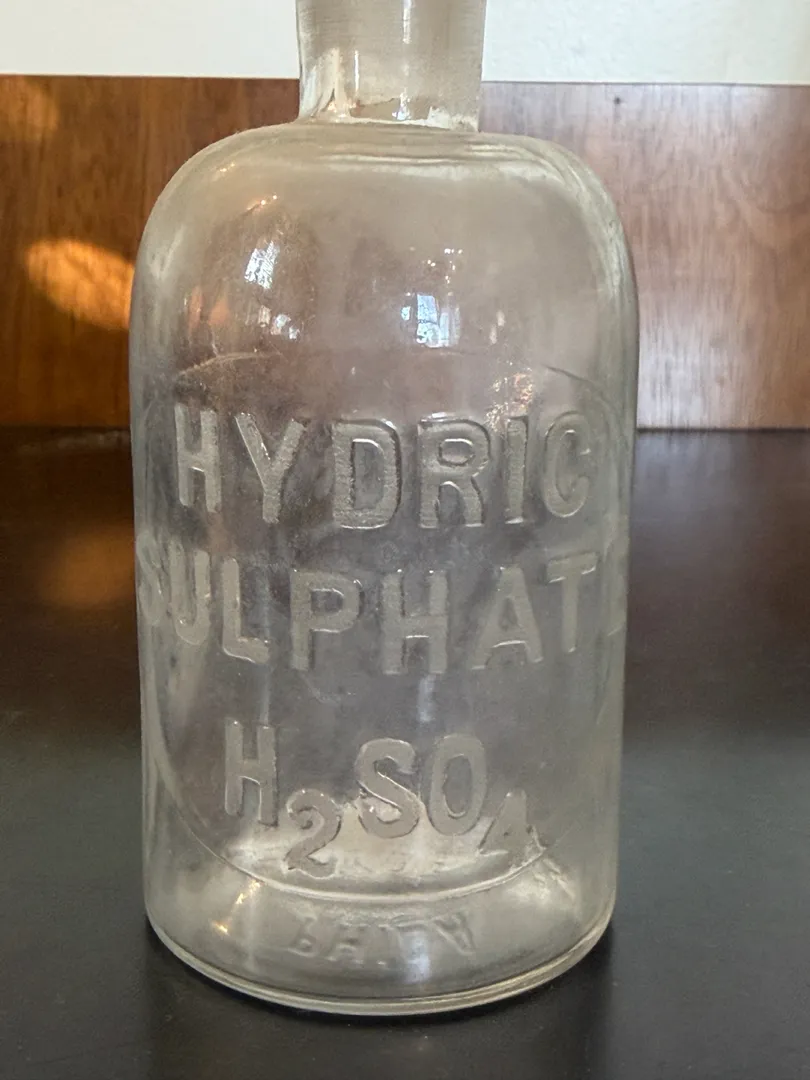 HYDRIC
SULPHATE
H₂SO₄